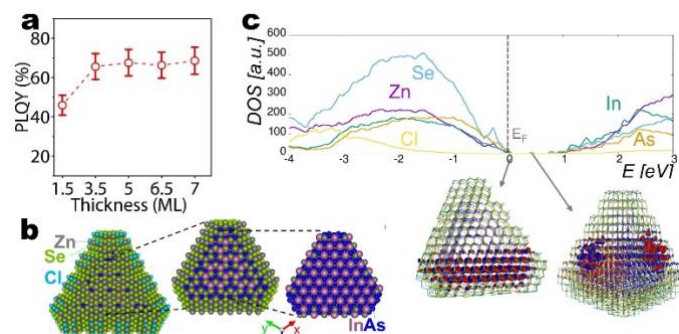 a
PLQY (%)
80
60
40
20
1.5 3.5 5 6.5 7
Thickness (ML)
c
DOS [a.u.]
600
500
400
300
200
100
0
Se
Zn
Cl
In
As
E_F
-4 -3 -2 -1 0 1 2 3
E [eV]
b
Zn
Se
Cl
InAs
y x